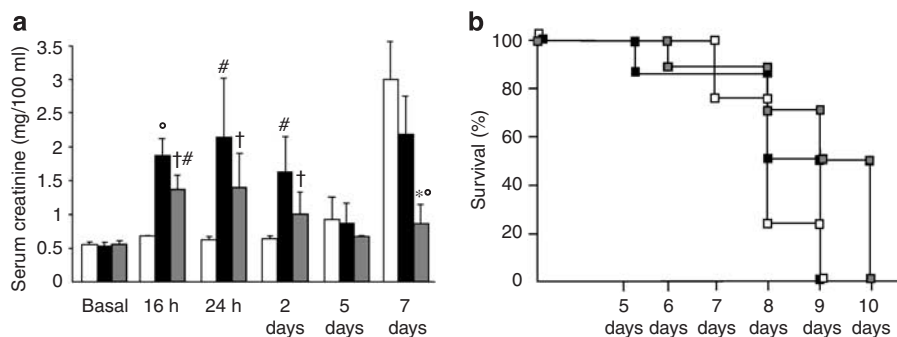 a
Serum creatinine (mg/100 ml)
3.5
3
2.5
2
1.5
1
0.5
0
°
†#
#
†
#
†
*°
Basal 16 h 24 h 2 5 7
days days days
b
Survival (%)
100
80
60
40
20
0
5 6 7 8 9 10
days days days days days days